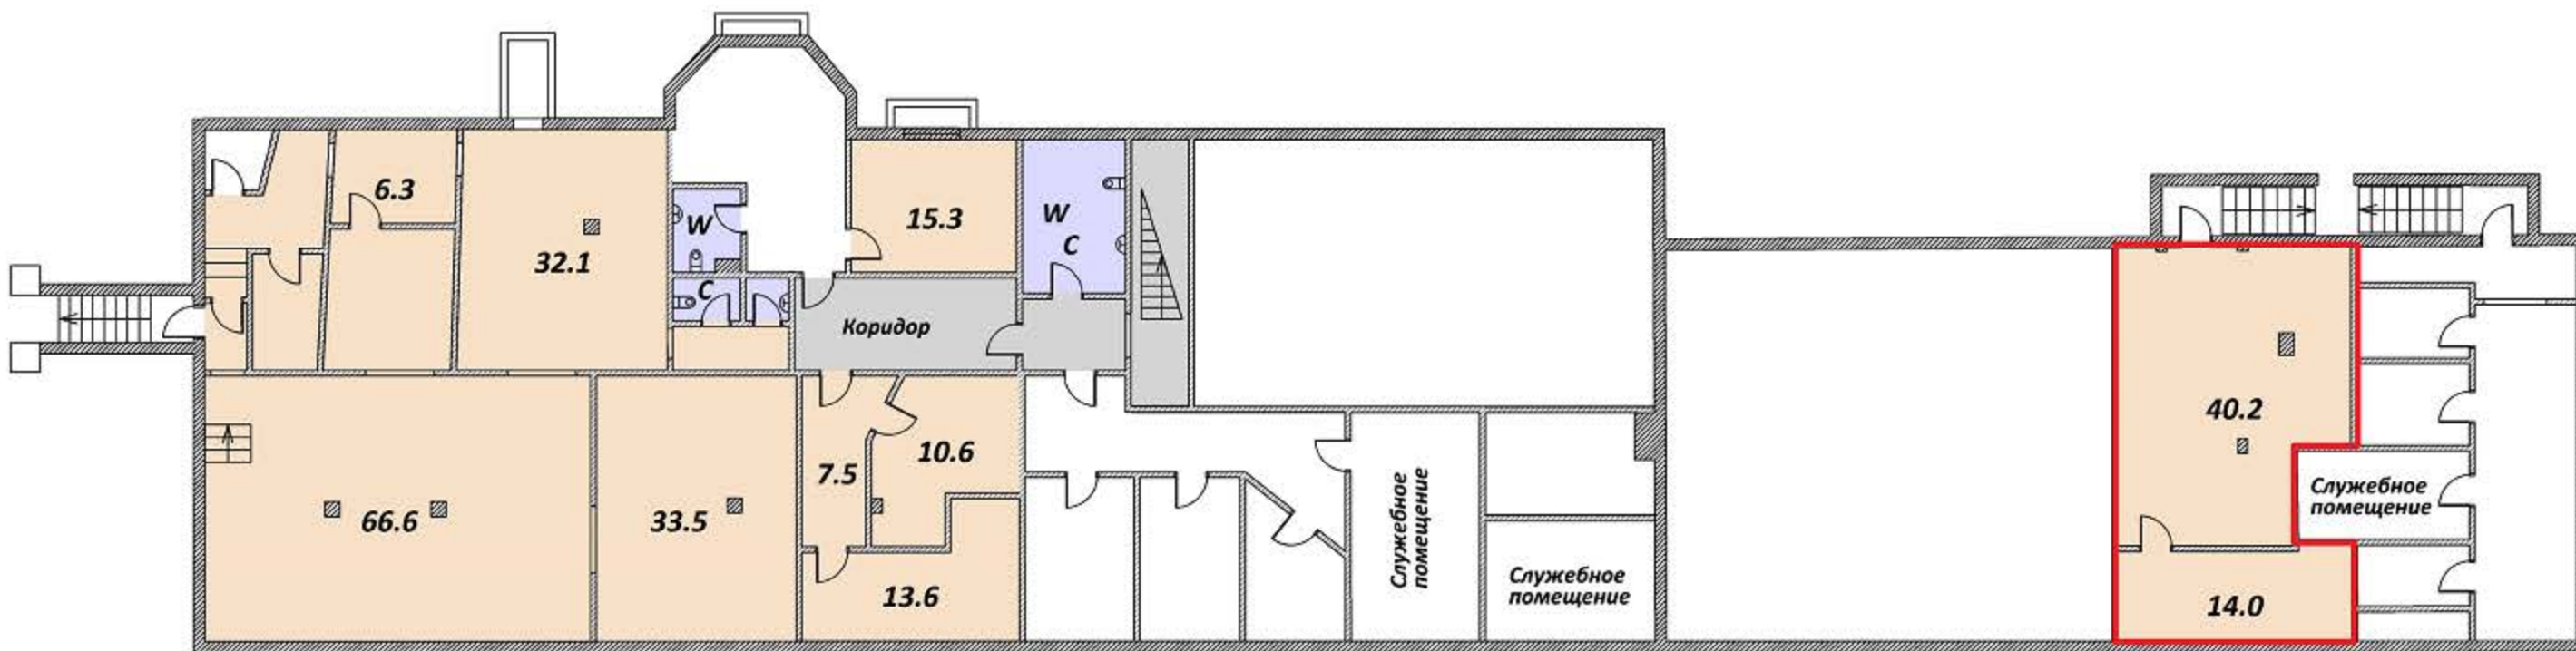 6.3
32.1
W
C
15.3
W
C
Коридор
66.6
33.5
7.5
10.6
13.6
Служебное
помещение
Служебное
помещение
40.2
14.0
Служебное
помещение